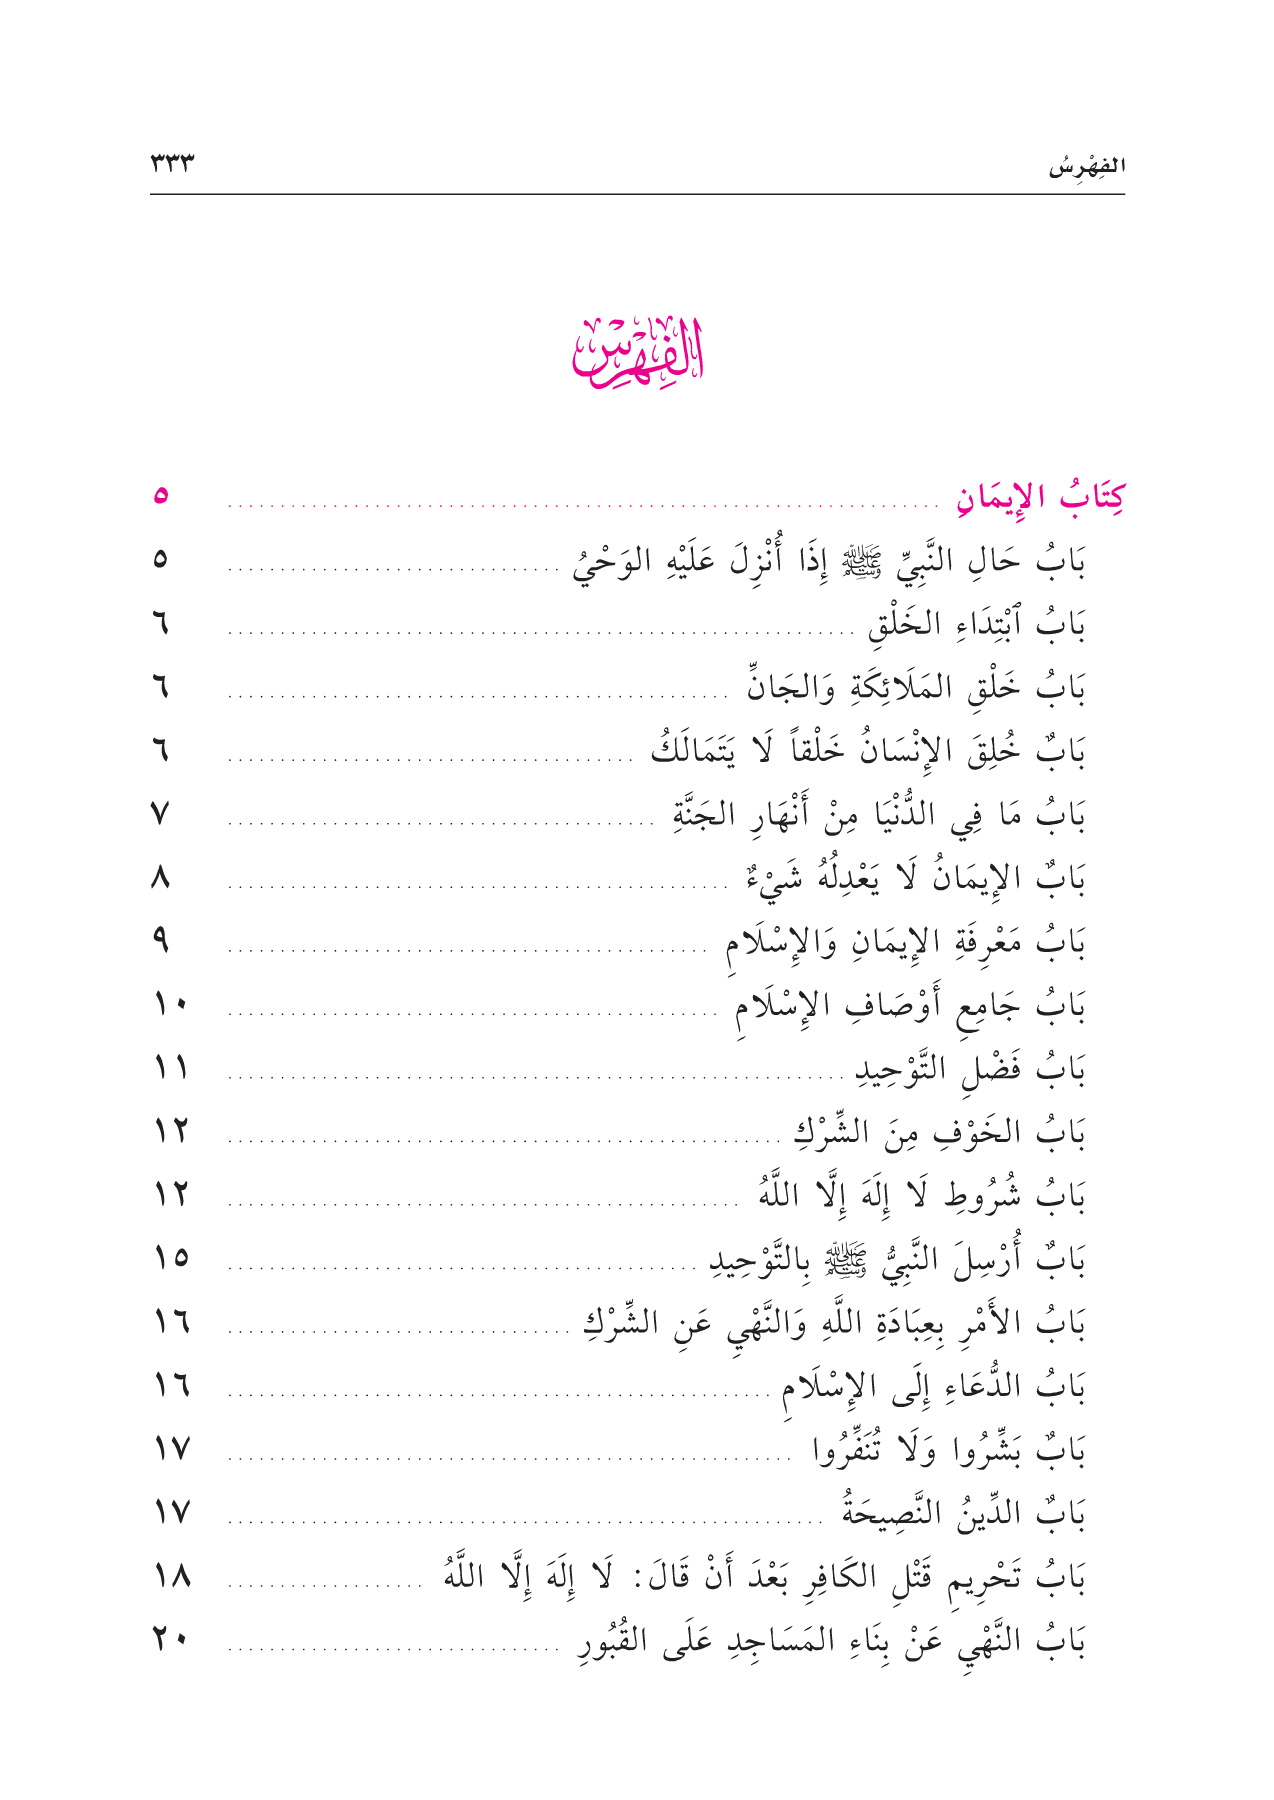 الفِهْرِسُ ٣٣٣
الفِهْرِسُ
كِتَابُ الإِيمَانِ ................ ٥
بَابُ حَالِ النَّبِيِّ ﷺ إِذَا أُنْزِلَ عَلَيْهِ الوَحْيُ ................ ٥
بَابُ ٱبْتِدَاءِ الخَلْقِ ................ ٦
بَابُ خَلْقِ المَلَائِكَةِ وَالجَانِّ ................ ٦
بَابٌ خُلِقَ الإِنْسَانُ خَلْقاً لَا يَتَمَالَكُ ................ ٦
بَابُ مَا فِي الدُّنْيَا مِنْ أَنْهَارِ الجَنَّةِ ................ ٧
بَابٌ الإِيمَانُ لَا يَعْدِلُهُ شَيْءٌ ................ ٨
بَابُ مَعْرِفَةِ الإِيمَانِ وَالإِسْلَامِ ................ ٩
بَابُ جَامِعِ أَوْصَافِ الإِسْلَامِ ................ ١٠
بَابُ فَضْلِ التَّوْحِيدِ ................ ١١
بَابُ الخَوْفِ مِنَ الشِّرْكِ ................ ١٢
بَابُ شُرُوطِ لَا إِلَهَ إِلَّا اللَّهُ ................ ١٢
بَابٌ أُرْسِلَ النَّبِيُّ ﷺ بِالتَّوْحِيدِ ................ ١٥
بَابُ الأَمْرِ بِعِبَادَةِ اللَّهِ وَالنَّهْيِ عَنِ الشِّرْكِ ................ ١٦
بَابُ الدُّعَاءِ إِلَى الإِسْلَامِ ................ ١٦
بَابٌ بَشِّرُوا وَلَا تُنَفِّرُوا ................ ١٧
بَابٌ الدِّينُ النَّصِيحَةُ ................ ١٧
بَابُ تَحْرِيمِ قَتْلِ الكَافِرِ بَعْدَ أَنْ قَالَ: لَا إِلَهَ إِلَّا اللَّهُ ................ ١٨
بَابُ النَّهْيِ عَنْ بِنَاءِ المَسَاجِدِ عَلَى القُبُورِ ................ ٢٠